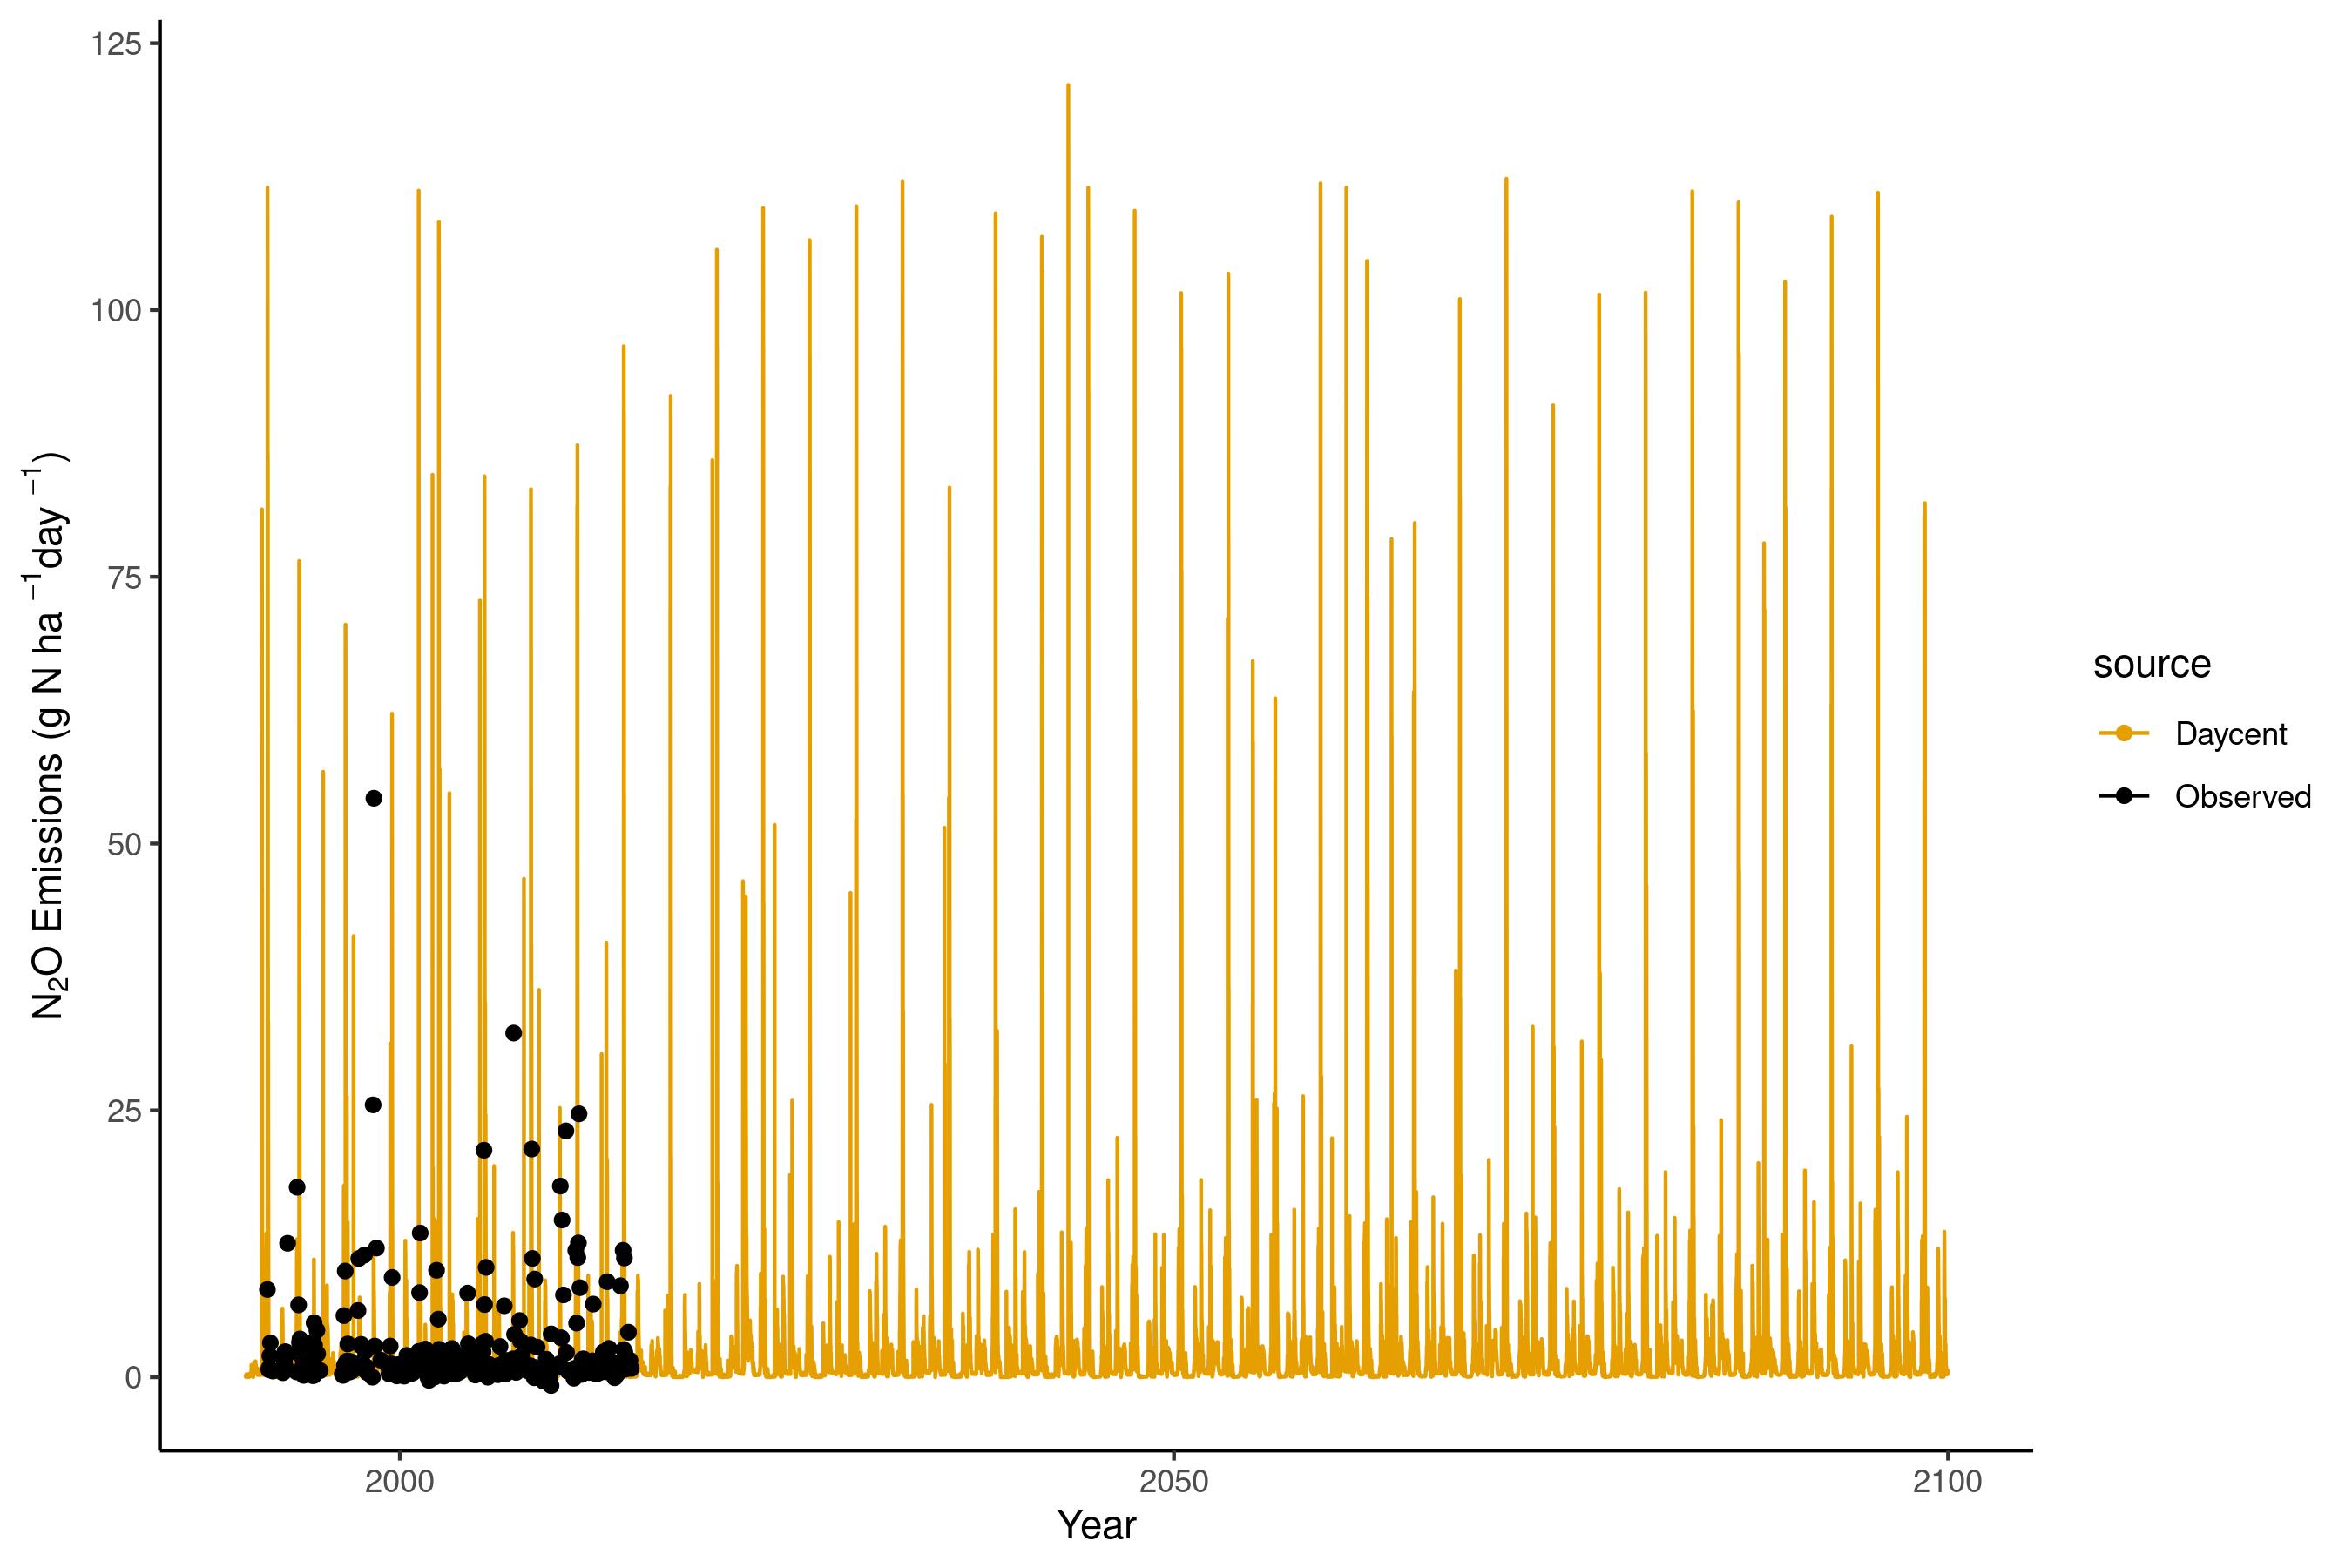 125
100
75
50
25
0
N₂O Emissions (g N ha ⁻¹day ⁻¹)
2000
2050
2100
Year
source
Daycent
Observed